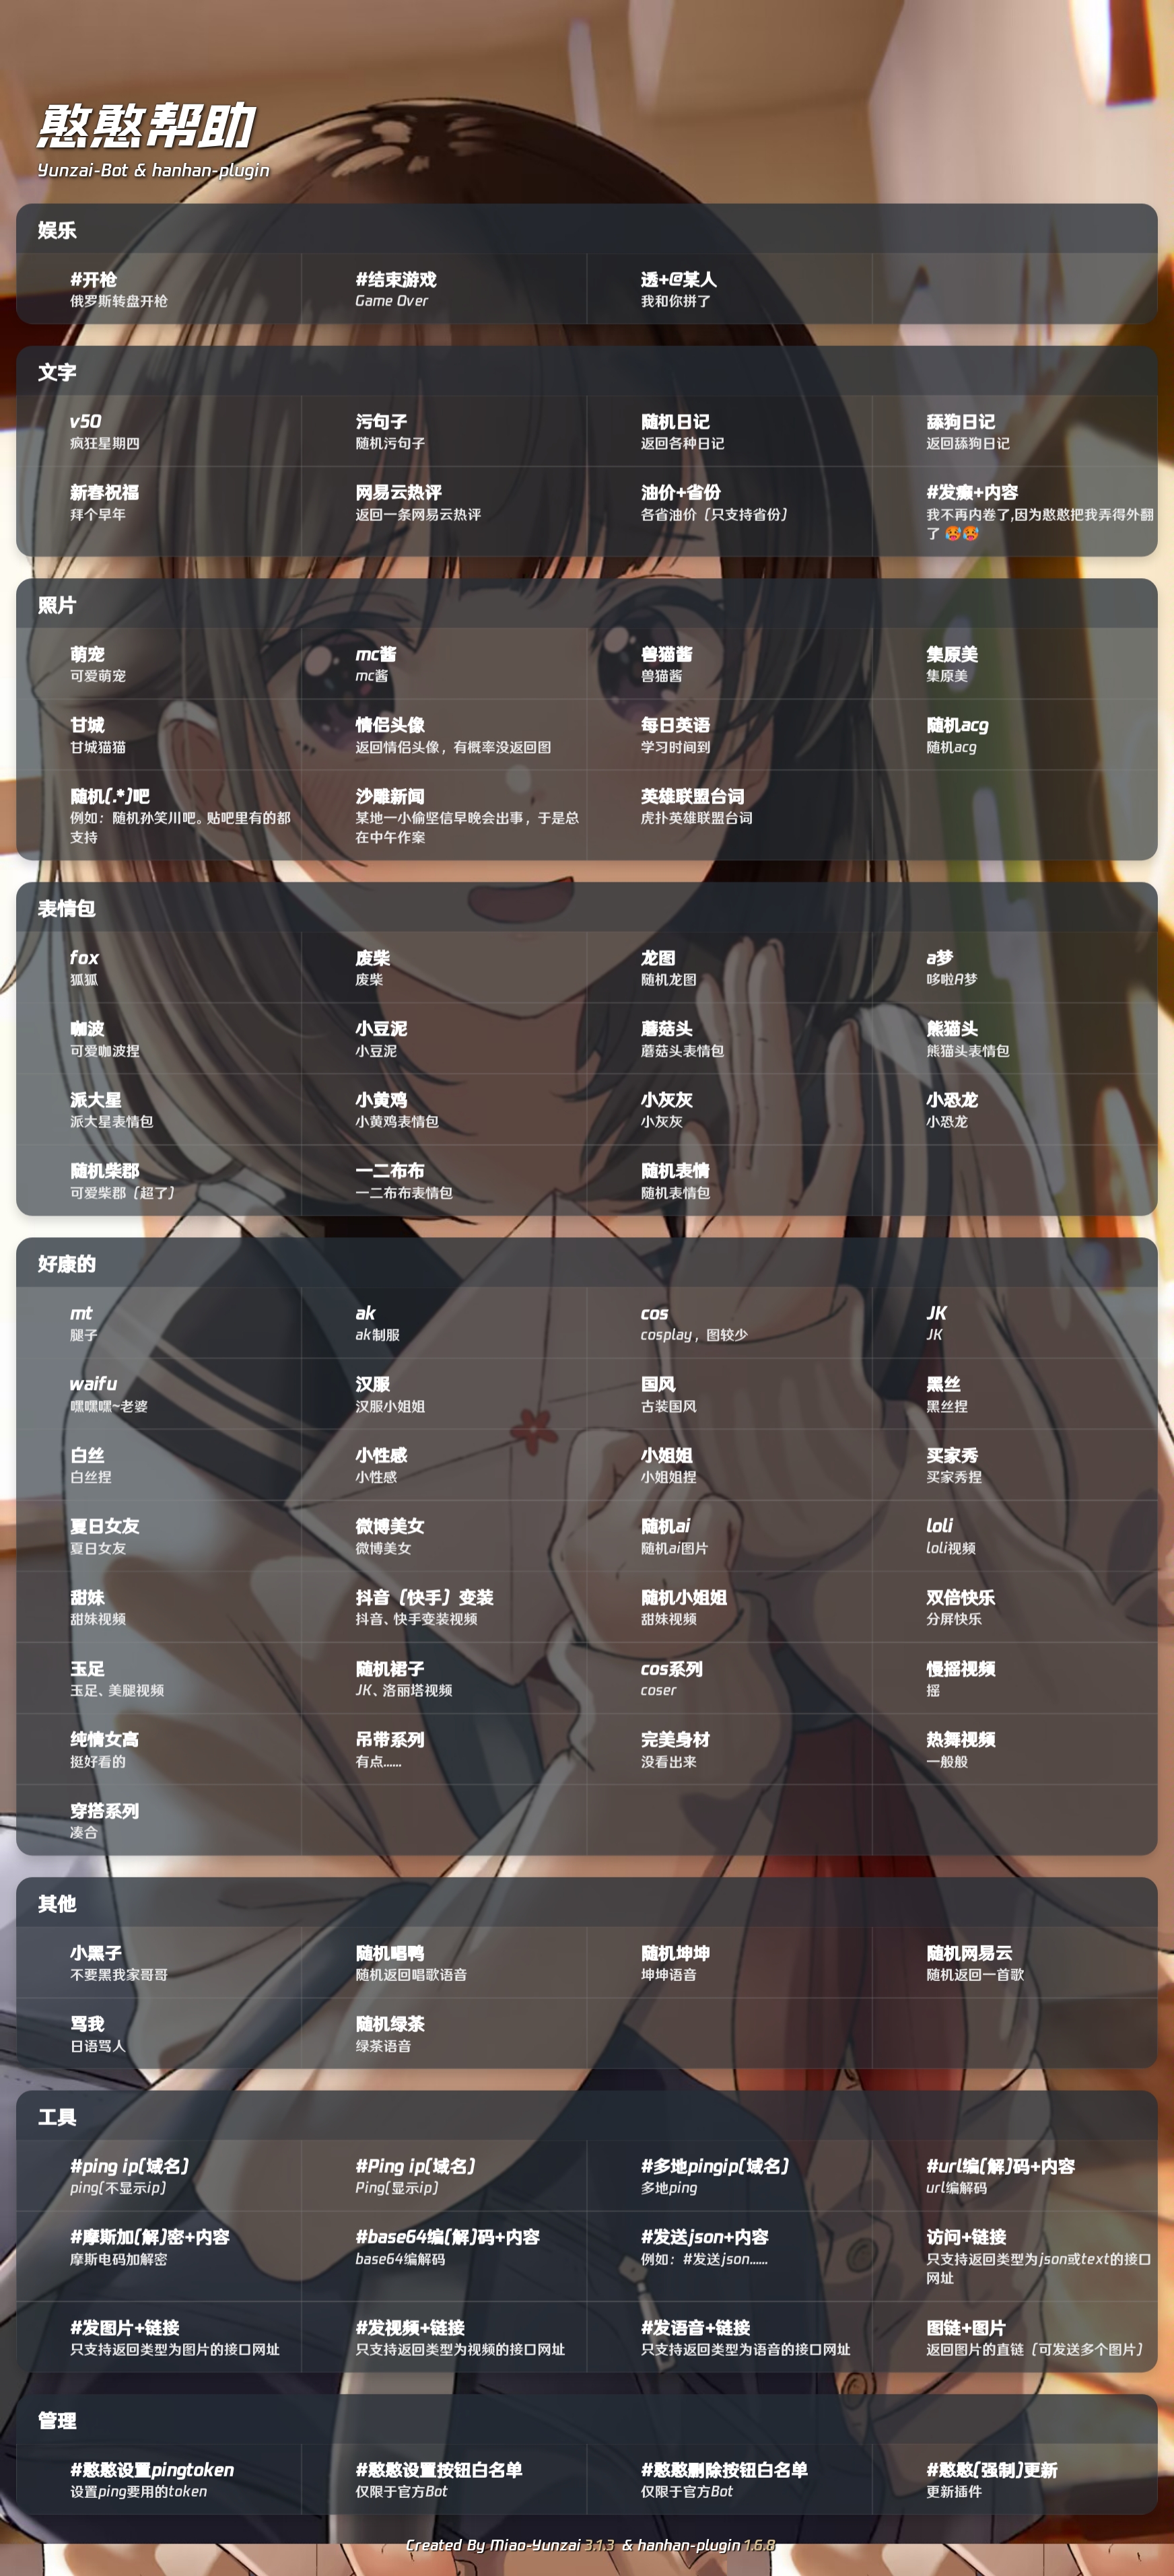 憨憨帮助
Yunzai-Bot & hanhan-plugin
娱乐
#开枪 #结束游戏 透+@某人
俄罗斯转盘开枪 Game Over 我和你拼了
文字
v50 污句子 随机日记 舔狗日记
疯狂星期四 随机污句子 返回各种日记 返回舔狗日记
新春祝福 网易云热评 油价+省份 #发癫+内容
拜个早年 返回一条网易云热评 各省油价（只支持省份） 我不再内卷了,因为憨憨把我弄得外翻
了 🥵🥵
照片
萌宠 mc酱 兽猫酱 集原美
可爱萌宠 mc酱 兽猫酱 集原美
甘城 情侣头像 每日英语 随机acg
甘城猫猫 返回情侣头像，有概率没返回图 学习时间到 随机acg
随机(.*)吧 沙雕新闻 英雄联盟台词
例如：随机孙笑川吧。贴吧里有的都 某地一小偷坚信早晚会出事，于是总 虎扑英雄联盟台词
支持 在中午作案
表情包
fox 废柴 龙图 a梦
狐狐 废柴 随机龙图 哆啦A梦
咖波 小豆泥 蘑菇头 熊猫头
可爱咖波捏 小豆泥 蘑菇头表情包 熊猫头表情包
派大星 小黄鸡 小灰灰 小恐龙
派大星表情包 小黄鸡表情包 小灰灰 小恐龙
随机柴郡 一二布布 随机表情
可爱柴郡（超了） 一二布布表情包 随机表情包
好康的
mt ak cos JK
腿子 ak制服 cosplay，图较少 JK
waifu 汉服 国风 黑丝
嘿嘿嘿~老婆 汉服小姐姐 古装国风 黑丝捏
白丝 小性感 小姐姐 买家秀
白丝捏 小性感 小姐姐捏 买家秀捏
夏日女友 微博美女 随机ai loli
夏日女友 微博美女 随机ai图片 loli视频
甜妹 抖音（快手）变装 随机小姐姐 双倍快乐
甜妹视频 抖音、快手变装视频 甜妹视频 分屏快乐
玉足 随机裙子 cos系列 慢摇视频
玉足、美腿视频 JK、洛丽塔视频 coser 摇
纯情女高 吊带系列 完美身材 热舞视频
挺好看的 有点...... 没看出来 一般般
穿搭系列
凑合
其他
小黑子 随机唱鸭 随机坤坤 随机网易云
不要黑我家哥哥 随机返回唱歌语音 坤坤语音 随机返回一首歌
骂我 随机绿茶
日语骂人 绿茶语音
工具
#ping ip(域名) #Ping ip(域名) #多地pingip(域名) #url编(解)码+内容
ping(不显示ip) Ping(显示ip) 多地ping url编解码
#摩斯加(解)密+内容 #base64编(解)码+内容 #发送json+内容 访问+链接
摩斯电码加解密 base64编解码 例如：#发送json...... 只支持返回类型为json或text的接口
网址
#发图片+链接 #发视频+链接 #发语音+链接 图链+图片
只支持返回类型为图片的接口网址 只支持返回类型为视频的接口网址 只支持返回类型为语音的接口网址 返回图片的直链（可发送多个图片）
管理
#憨憨设置pingtoken #憨憨设置按钮白名单 #憨憨删除按钮白名单 #憨憨(强制)更新
设置ping要用的token 仅限于官方Bot 仅限于官方Bot 更新插件
Created By Miao-Yunzai 3.1.3 & hanhan-plugin 1.6.8